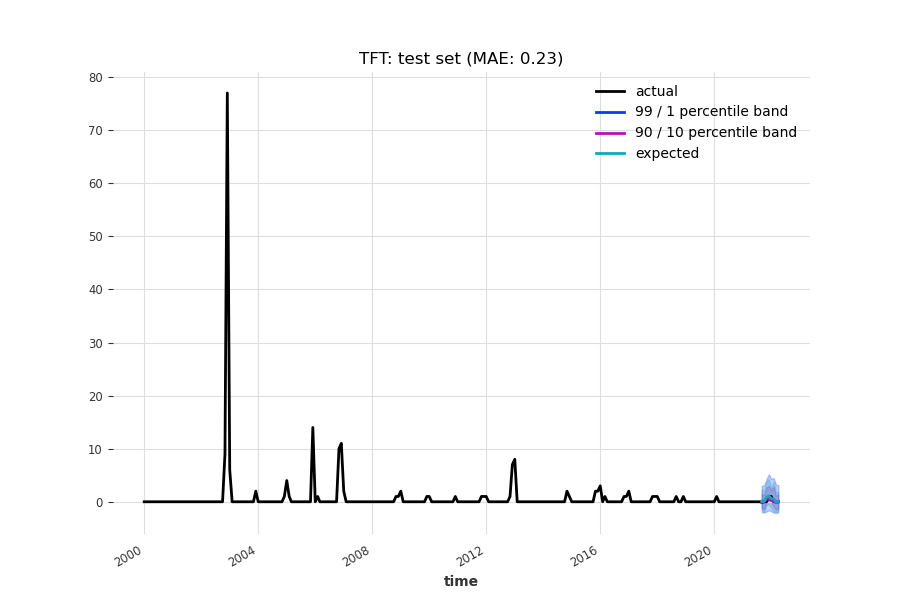 TFT: test set (MAE: 0.23)
actual
99 / 1 percentile band
90 / 10 percentile band
expected
80
70
60
50
40
30
20
10
0
2000
2004
2008
2012
2016
2020
time